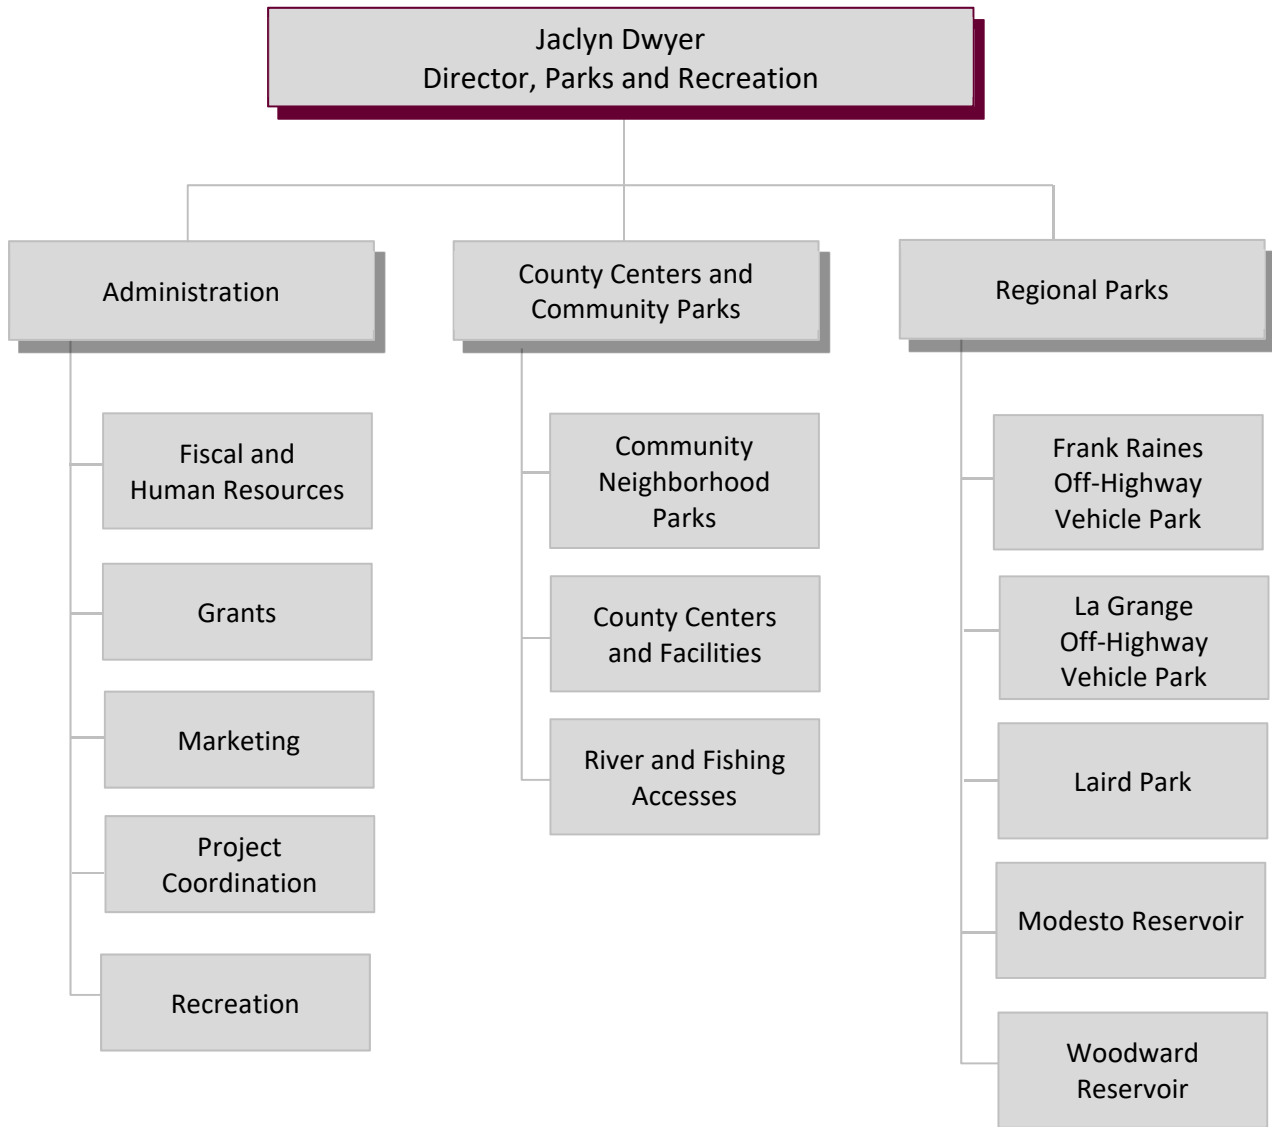 Jaclyn Dwyer
Director, Parks and Recreation
Administration
County Centers and
Community Parks
Regional Parks
Fiscal and
Human Resources
Grants
Marketing
Project
Coordination
Recreation
Community
Neighborhood
Parks
County Centers
and Facilities
River and Fishing
Accesses
Frank Raines
Off-Highway
Vehicle Park
La Grange
Off-Highway
Vehicle Park
Laird Park
Modesto Reservoir
Woodward
Reservoir